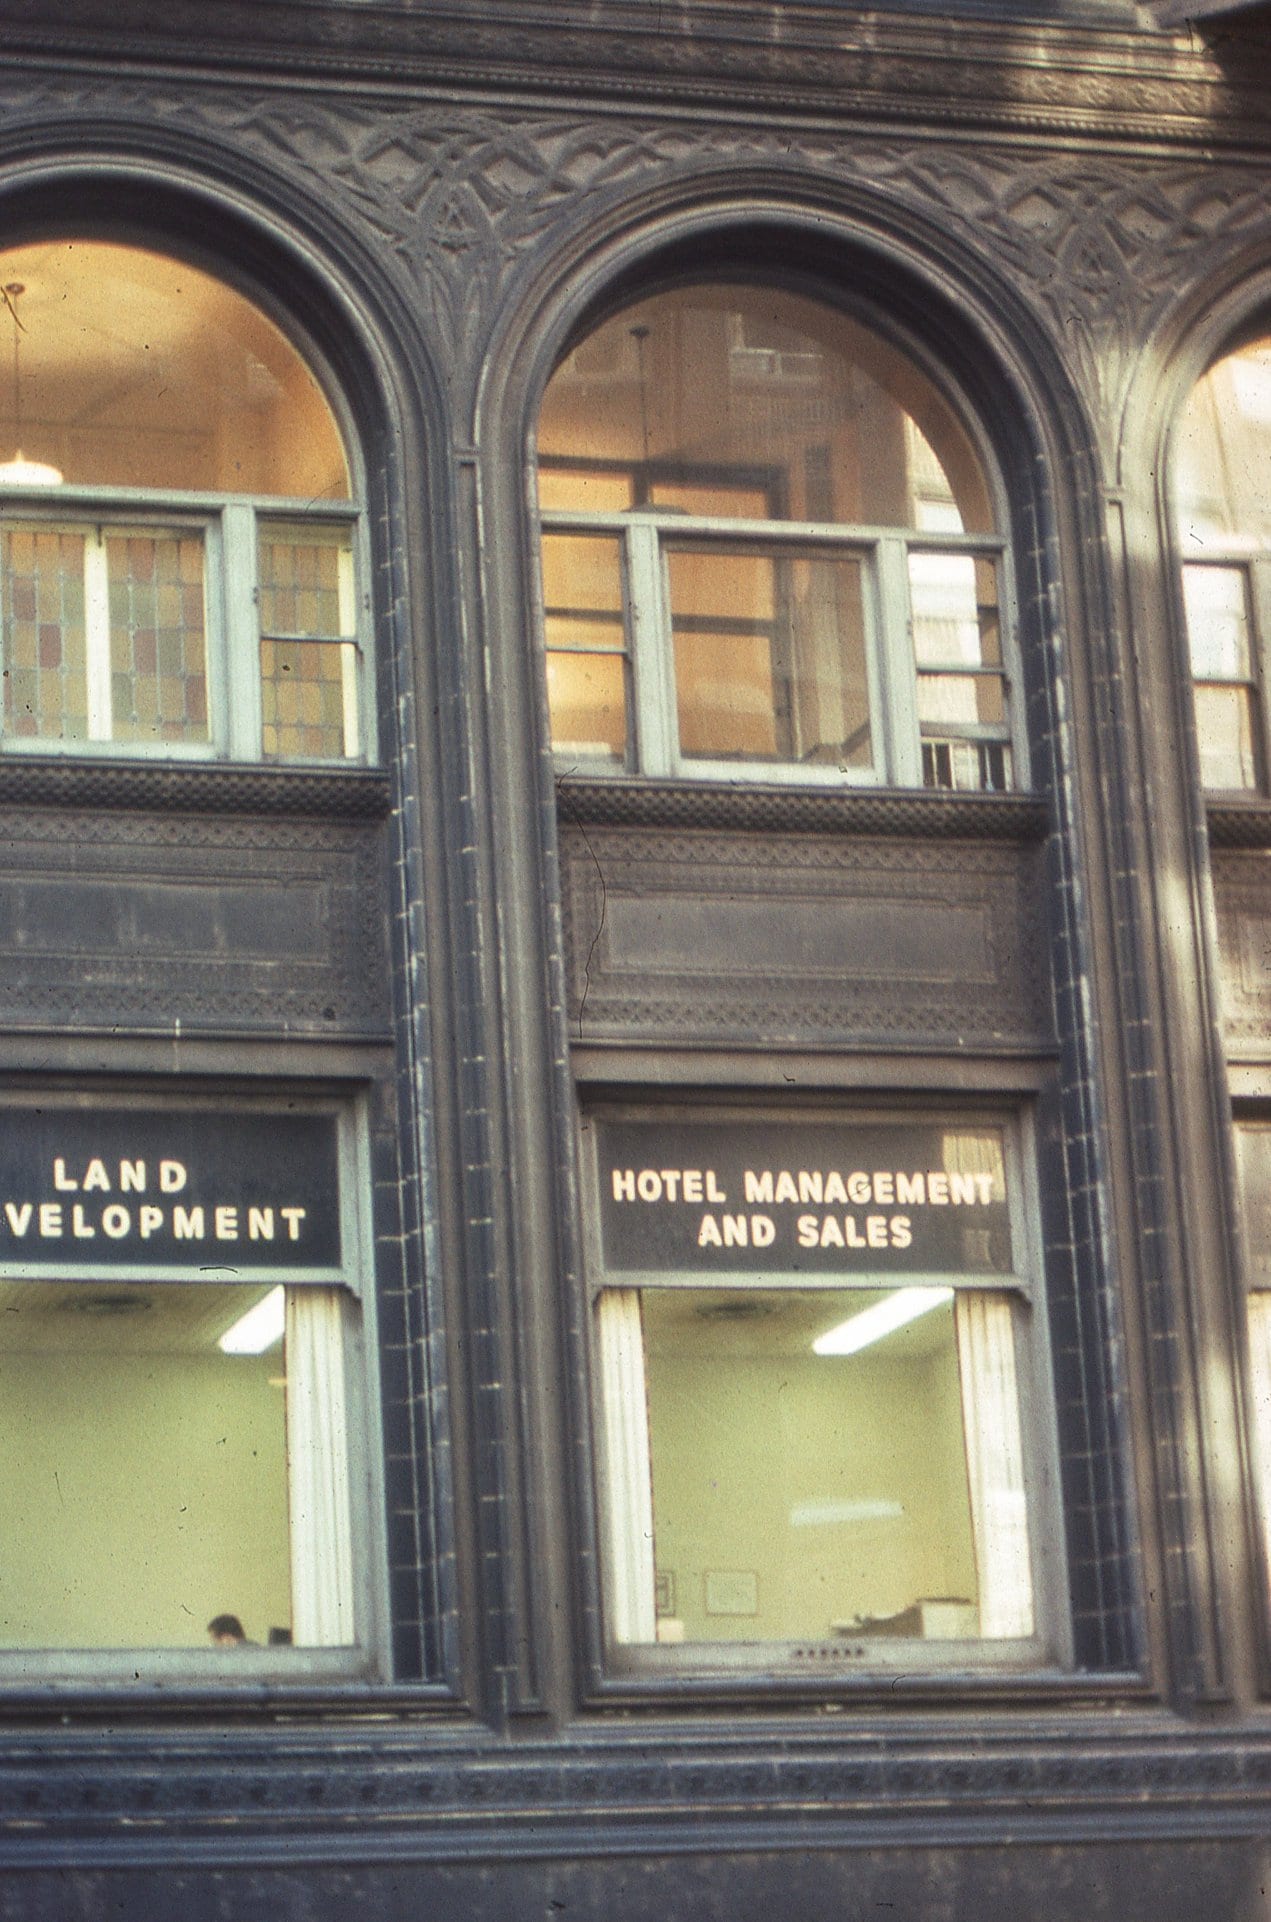 LAND
VELOPMENT
HOTEL MANAGEMENT
AND SALES